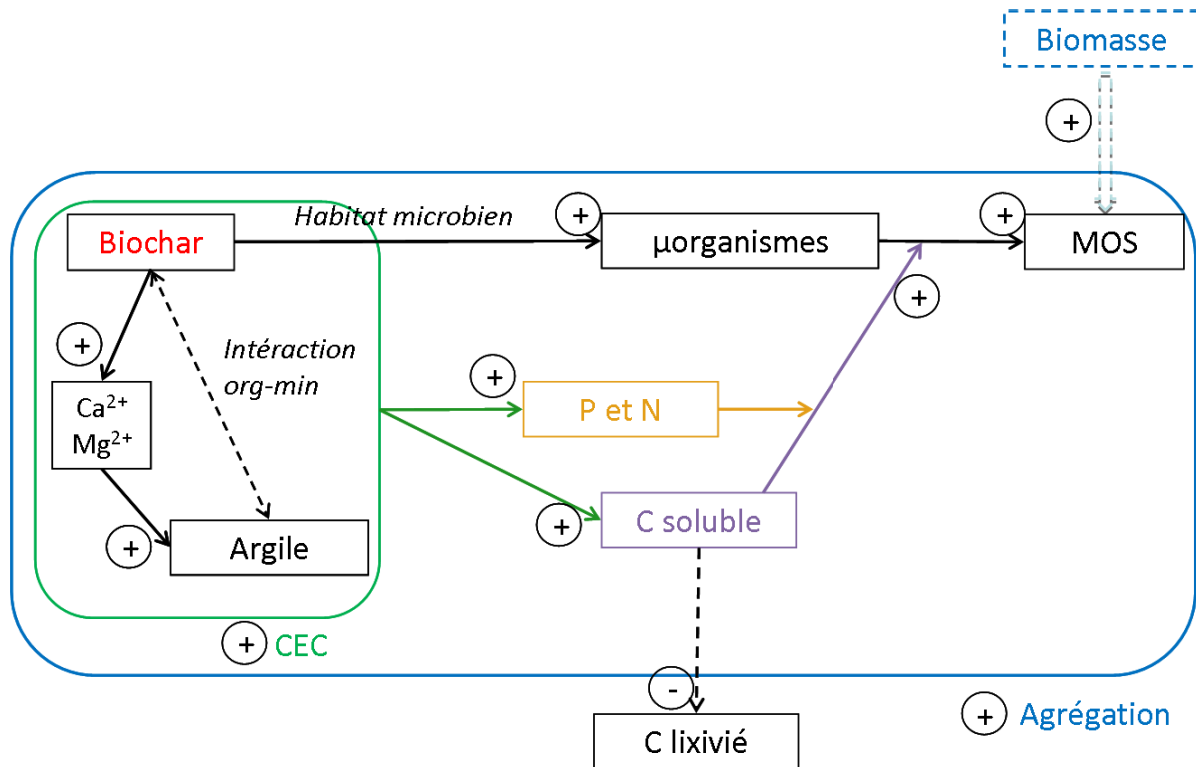 Biomasse
+
Habitat microbien
+
+
Biochar
µorganismes
MOS
+
+
Intéraction
org-min
+
P et N
Ca²⁺
Mg²⁺
+
+
C soluble
Argile
+ CEC
-
+ Agrégation
C lixivié